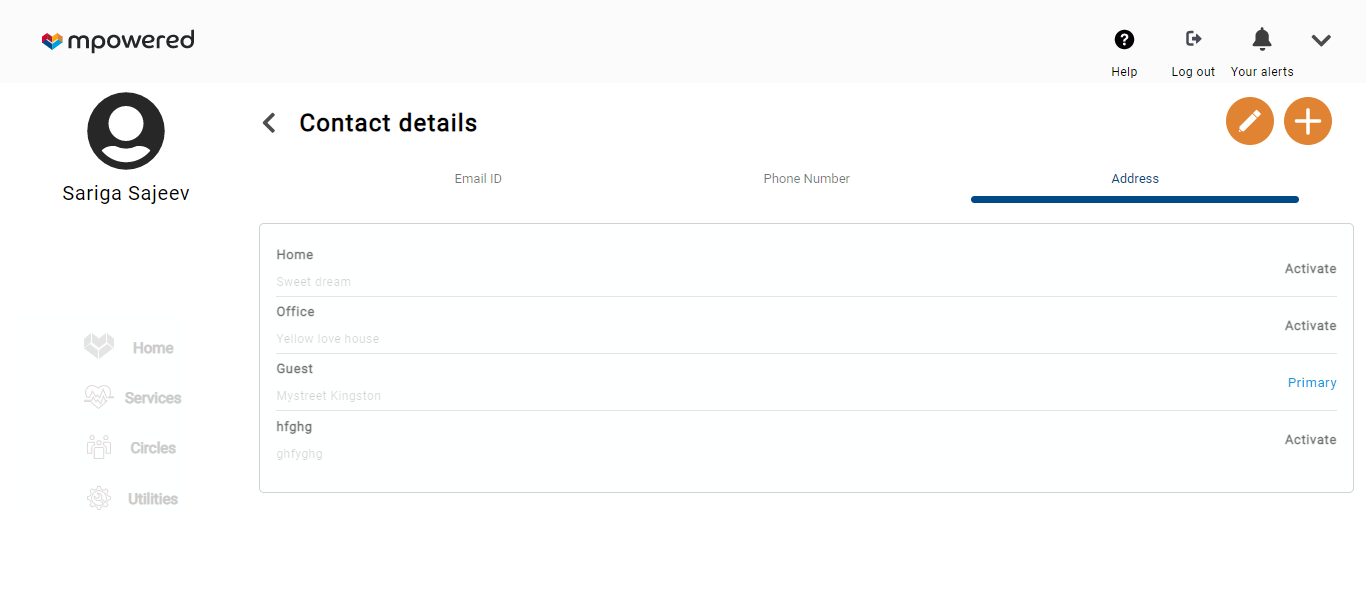 mpowered
Help
Log out
Your alerts
Sariga Sajeev
Contact details
Email ID
Phone Number
Address
Home
Sweet dream
Activate
Office
Yellow love house
Activate
Guest
Mystreet Kingston
Primary
hfghg
ghfyghg
Activate
Home
Services
Circles
Utilities